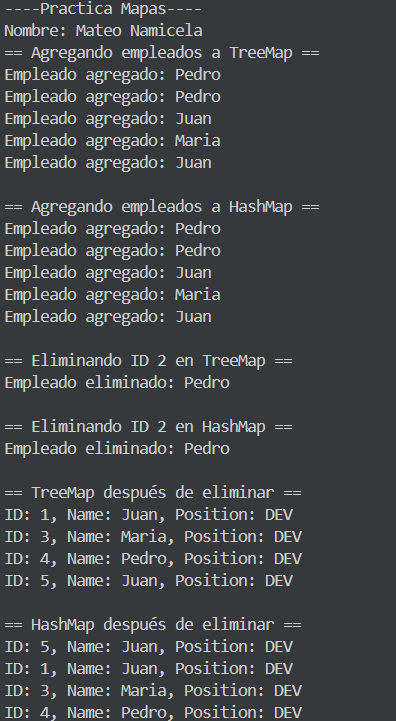 ----Practica Mapas----
Nombre: Mateo Namicela
== Agregando empleados a TreeMap ==
Empleado agregado: Pedro
Empleado agregado: Pedro
Empleado agregado: Juan
Empleado agregado: Maria
Empleado agregado: Juan

== Agregando empleados a HashMap ==
Empleado agregado: Pedro
Empleado agregado: Pedro
Empleado agregado: Juan
Empleado agregado: Maria
Empleado agregado: Juan

== Eliminando ID 2 en TreeMap ==
Empleado eliminado: Pedro

== Eliminando ID 2 en HashMap ==
Empleado eliminado: Pedro

== TreeMap después de eliminar ==
ID: 1, Name: Juan, Position: DEV
ID: 3, Name: Maria, Position: DEV
ID: 4, Name: Pedro, Position: DEV
ID: 5, Name: Juan, Position: DEV

== HashMap después de eliminar ==
ID: 5, Name: Juan, Position: DEV
ID: 1, Name: Juan, Position: DEV
ID: 3, Name: Maria, Position: DEV
ID: 4, Name: Pedro, Position: DEV